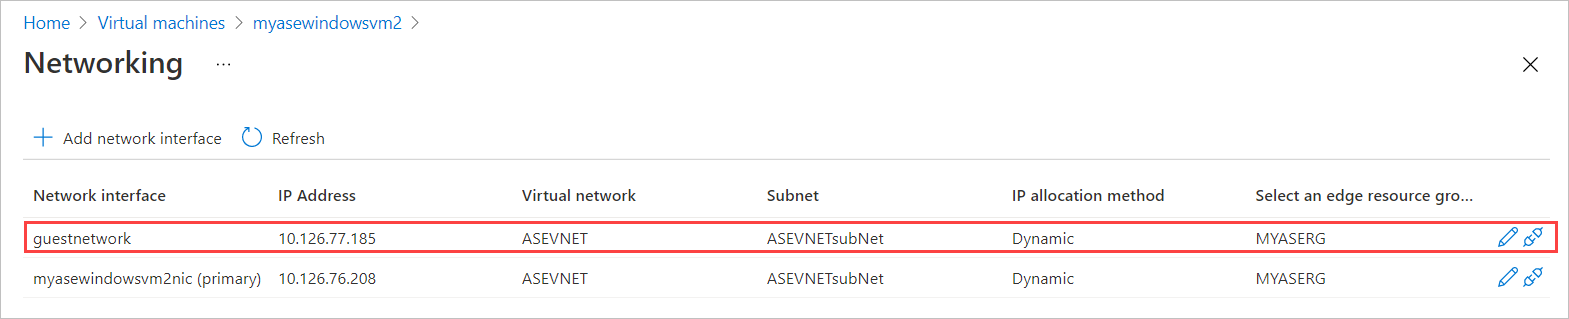 Home > Virtual machines > myasewindowsvm2 >
Networking ...
Add network interface Refresh
Network interface IP Address Virtual network Subnet IP allocation method Select an edge resource gro...
guestnetwork 10.126.77.185 ASEVNET ASEVNETsubNet Dynamic MYASERG
myasewindowsvm2nic (primary) 10.126.76.208 ASEVNET ASEVNETsubNet Dynamic MYASERG